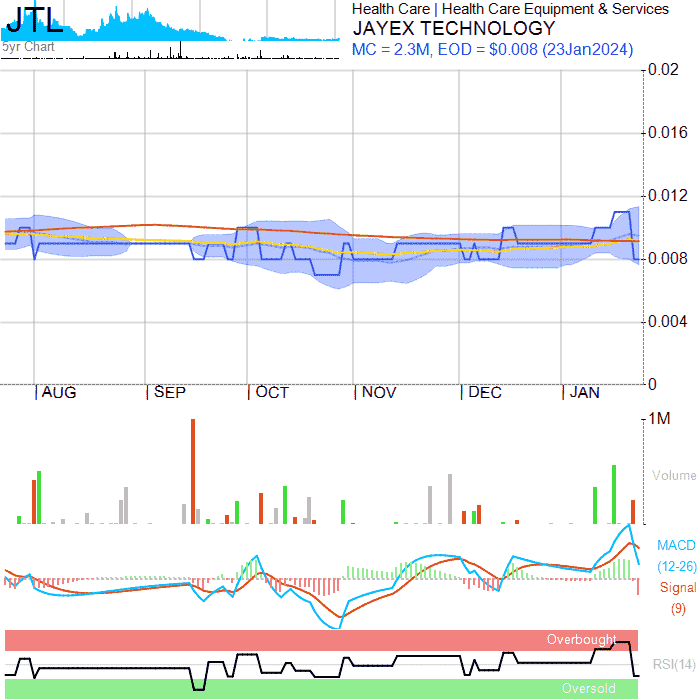 JTL
5yr Chart
Health Care | Health Care Equipment & Services
JAYEX TECHNOLOGY
MC = 2.3M, EOD = $0.008 (23Jan2024)
0.02
0.016
0.012
0.008
0.004
0
AUG
SEP
OCT
NOV
DEC
JAN
1M
Volume
MACD
(12-26)
Signal
(9)
Overbought
RSI(14)
Oversold